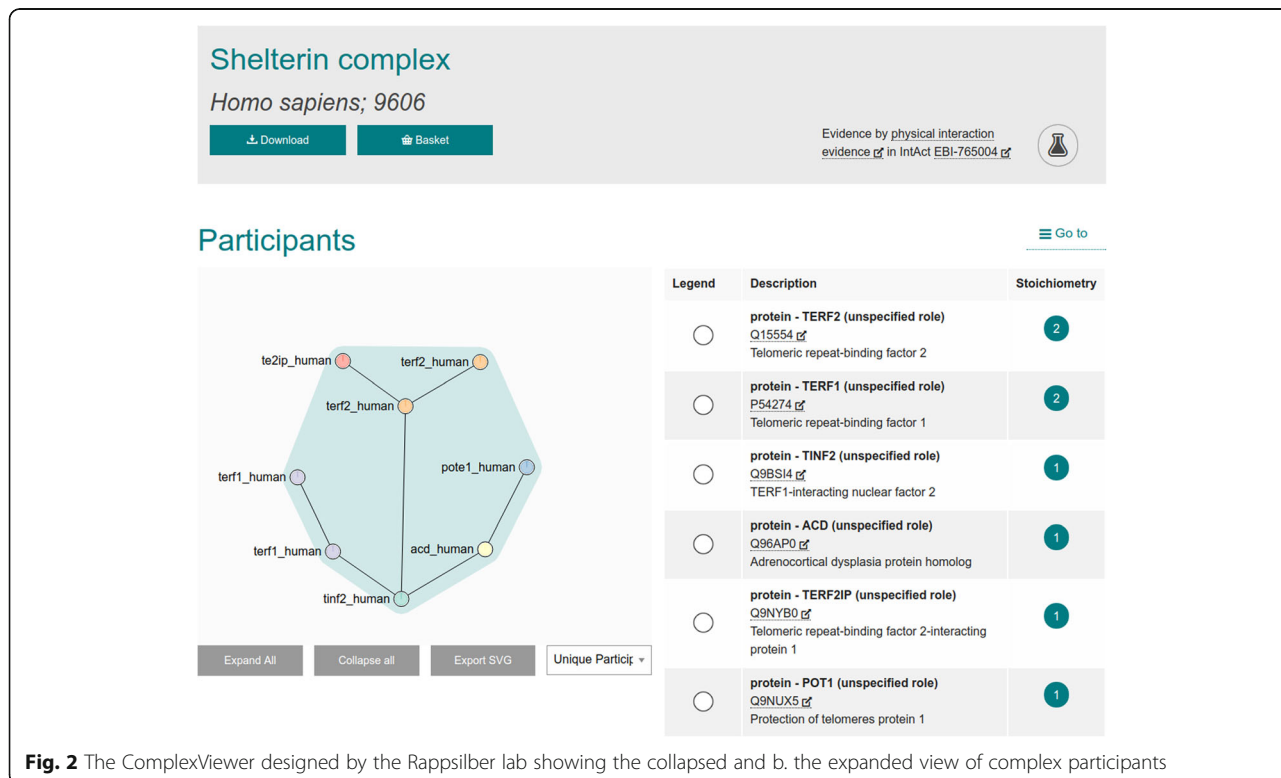 Shelterin complex
Homo sapiens; 9606
Download
Basket
Evidence by physical interaction
evidence in IntAct EBI-765004
Participants
Go to
te2ip_human
terf2_human
terf2_human
pote1_human
terf1_human
terf1_human
acd_human
tinf2_human
Expand All
Collapse all
Export SVG
Unique Particip
Legend
Description
Stoichiometry
protein - TERF2 (unspecified role)
Q15554
Telomeric repeat-binding factor 2
2
protein - TERF1 (unspecified role)
P54274
Telomeric repeat-binding factor 1
2
protein - TINF2 (unspecified role)
Q9BSI4
TERF1-interacting nuclear factor 2
1
protein - ACD (unspecified role)
Q96AP0
Adrenocortical dysplasia protein homolog
1
protein - TERF2IP (unspecified role)
Q9NYB0
Telomeric repeat-binding factor 2-interacting
protein 1
1
protein - POT1 (unspecified role)
Q9NUX5
Protection of telomeres protein 1
1
Fig. 2 The ComplexViewer designed by the Rappsilber lab showing the collapsed and b. the expanded view of complex participants